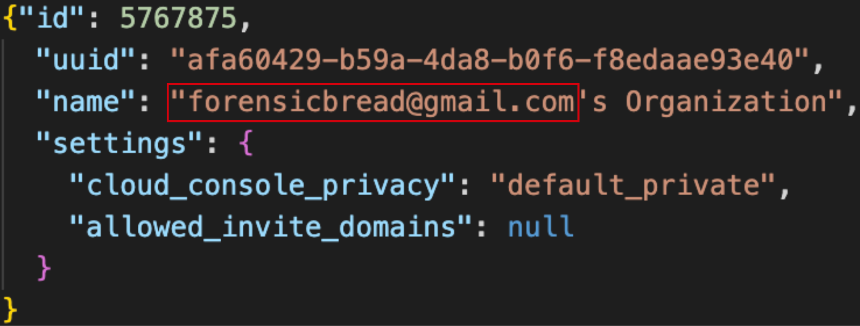 {"id": 5767875,
"uuid": "afa60429-b59a-4da8-b0f6-f8edaae93e40",
"name": "forensicbread@gmail.com's Organization",
"settings": {
"cloud_console_privacy": "default_private",
"allowed_invite_domains": null
}
}